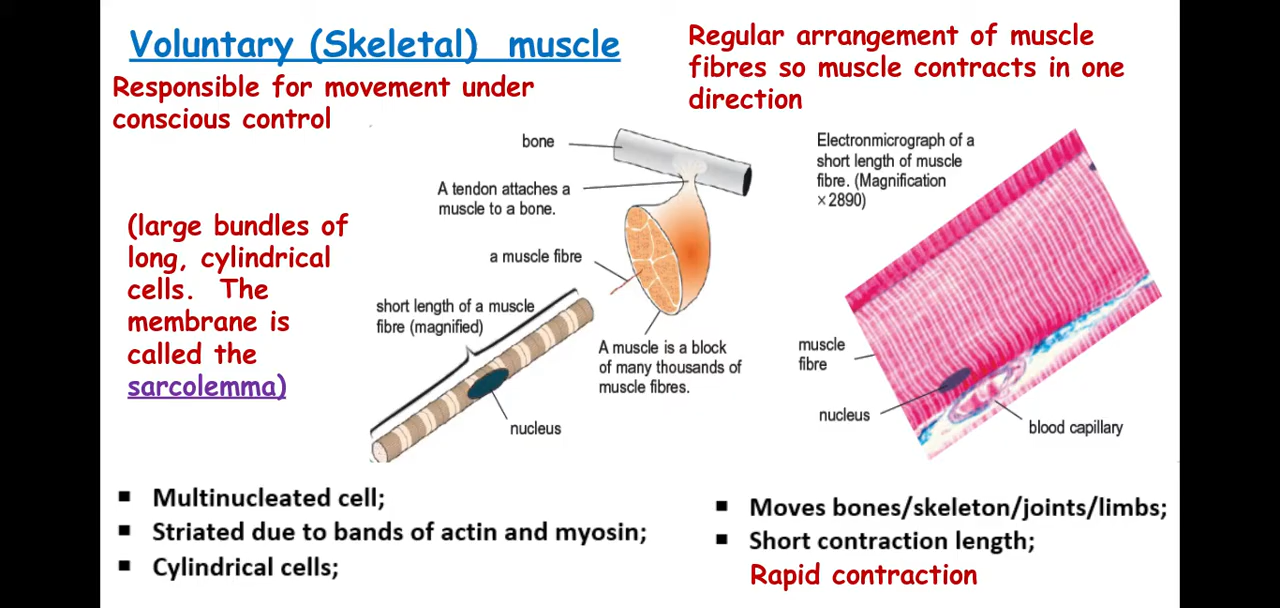 Voluntary (Skeletal) muscle
Responsible for movement under
conscious control
Regular arrangement of muscle
fibres so muscle contracts in one
direction
(large bundles of
long, cylindrical
cells. The
membrane is
called the
sarcolemma)
bone
A tendon attaches a
muscle to a bone.
a muscle fibre
short length of a muscle
fibre (magnified)
nucleus
A muscle is a block
of many thousands of
muscle fibres.
Electronmicrograph of a
short length of muscle
fibre. (Magnification
×2890)
muscle
fibre
nucleus
blood capillary
▪ Multinucleated cell;
▪ Striated due to bands of actin and myosin;
▪ Cylindrical cells;
▪ Moves bones/skeleton/joints/limbs;
▪ Short contraction length;
Rapid contraction